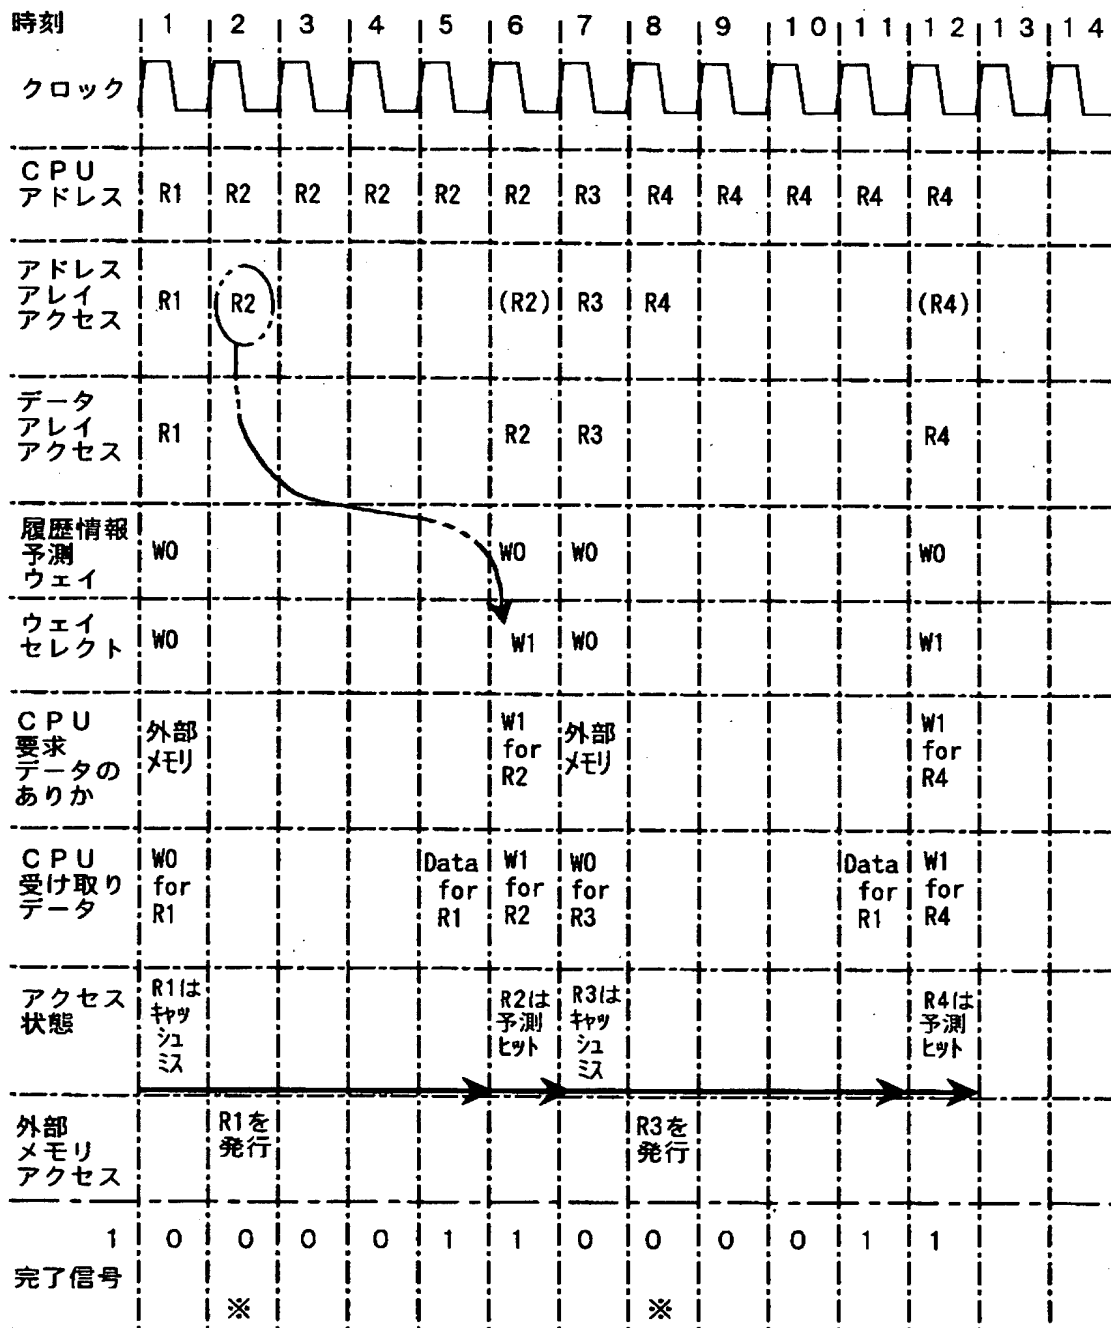 時刻 1 2 3 4 5 6 7 8 9 10 11 12 13 14
クロック
CPU
アドレス R1 R2 R2 R2 R2 R2 R3 R4 R4 R4 R4 R4
アドレス
アレイ
アクセス R1 R2 (R2) R3 R4 (R4)
データ
アレイ
アクセス R1 R2 R3 R4
履歴情報
予測
ウェイ W0 W0 W0 W0
ウェイ
セレクト W0 W1 W0 W1
CPU
要求
データの
ありか
外部
メモリ
W1
for
R2
外部
メモリ
W1
for
R4
CPU
受け取り
データ
W0
for
R1
Data
for
R1
W1
for
R2
W0
for
R3
Data
for
R1
W1
for
R4
アクセス
状態
R1は
キャッ
シュ
ミス
R2は
予測
ヒット
R3は
キャッ
シュ
ミス
R4は
予測
ヒット
外部
メモリ
アクセス
R1を
発行
R3を
発行
1 0 0 0 0 1 1 0 0 0 0 1 1
完了信号
※ ※